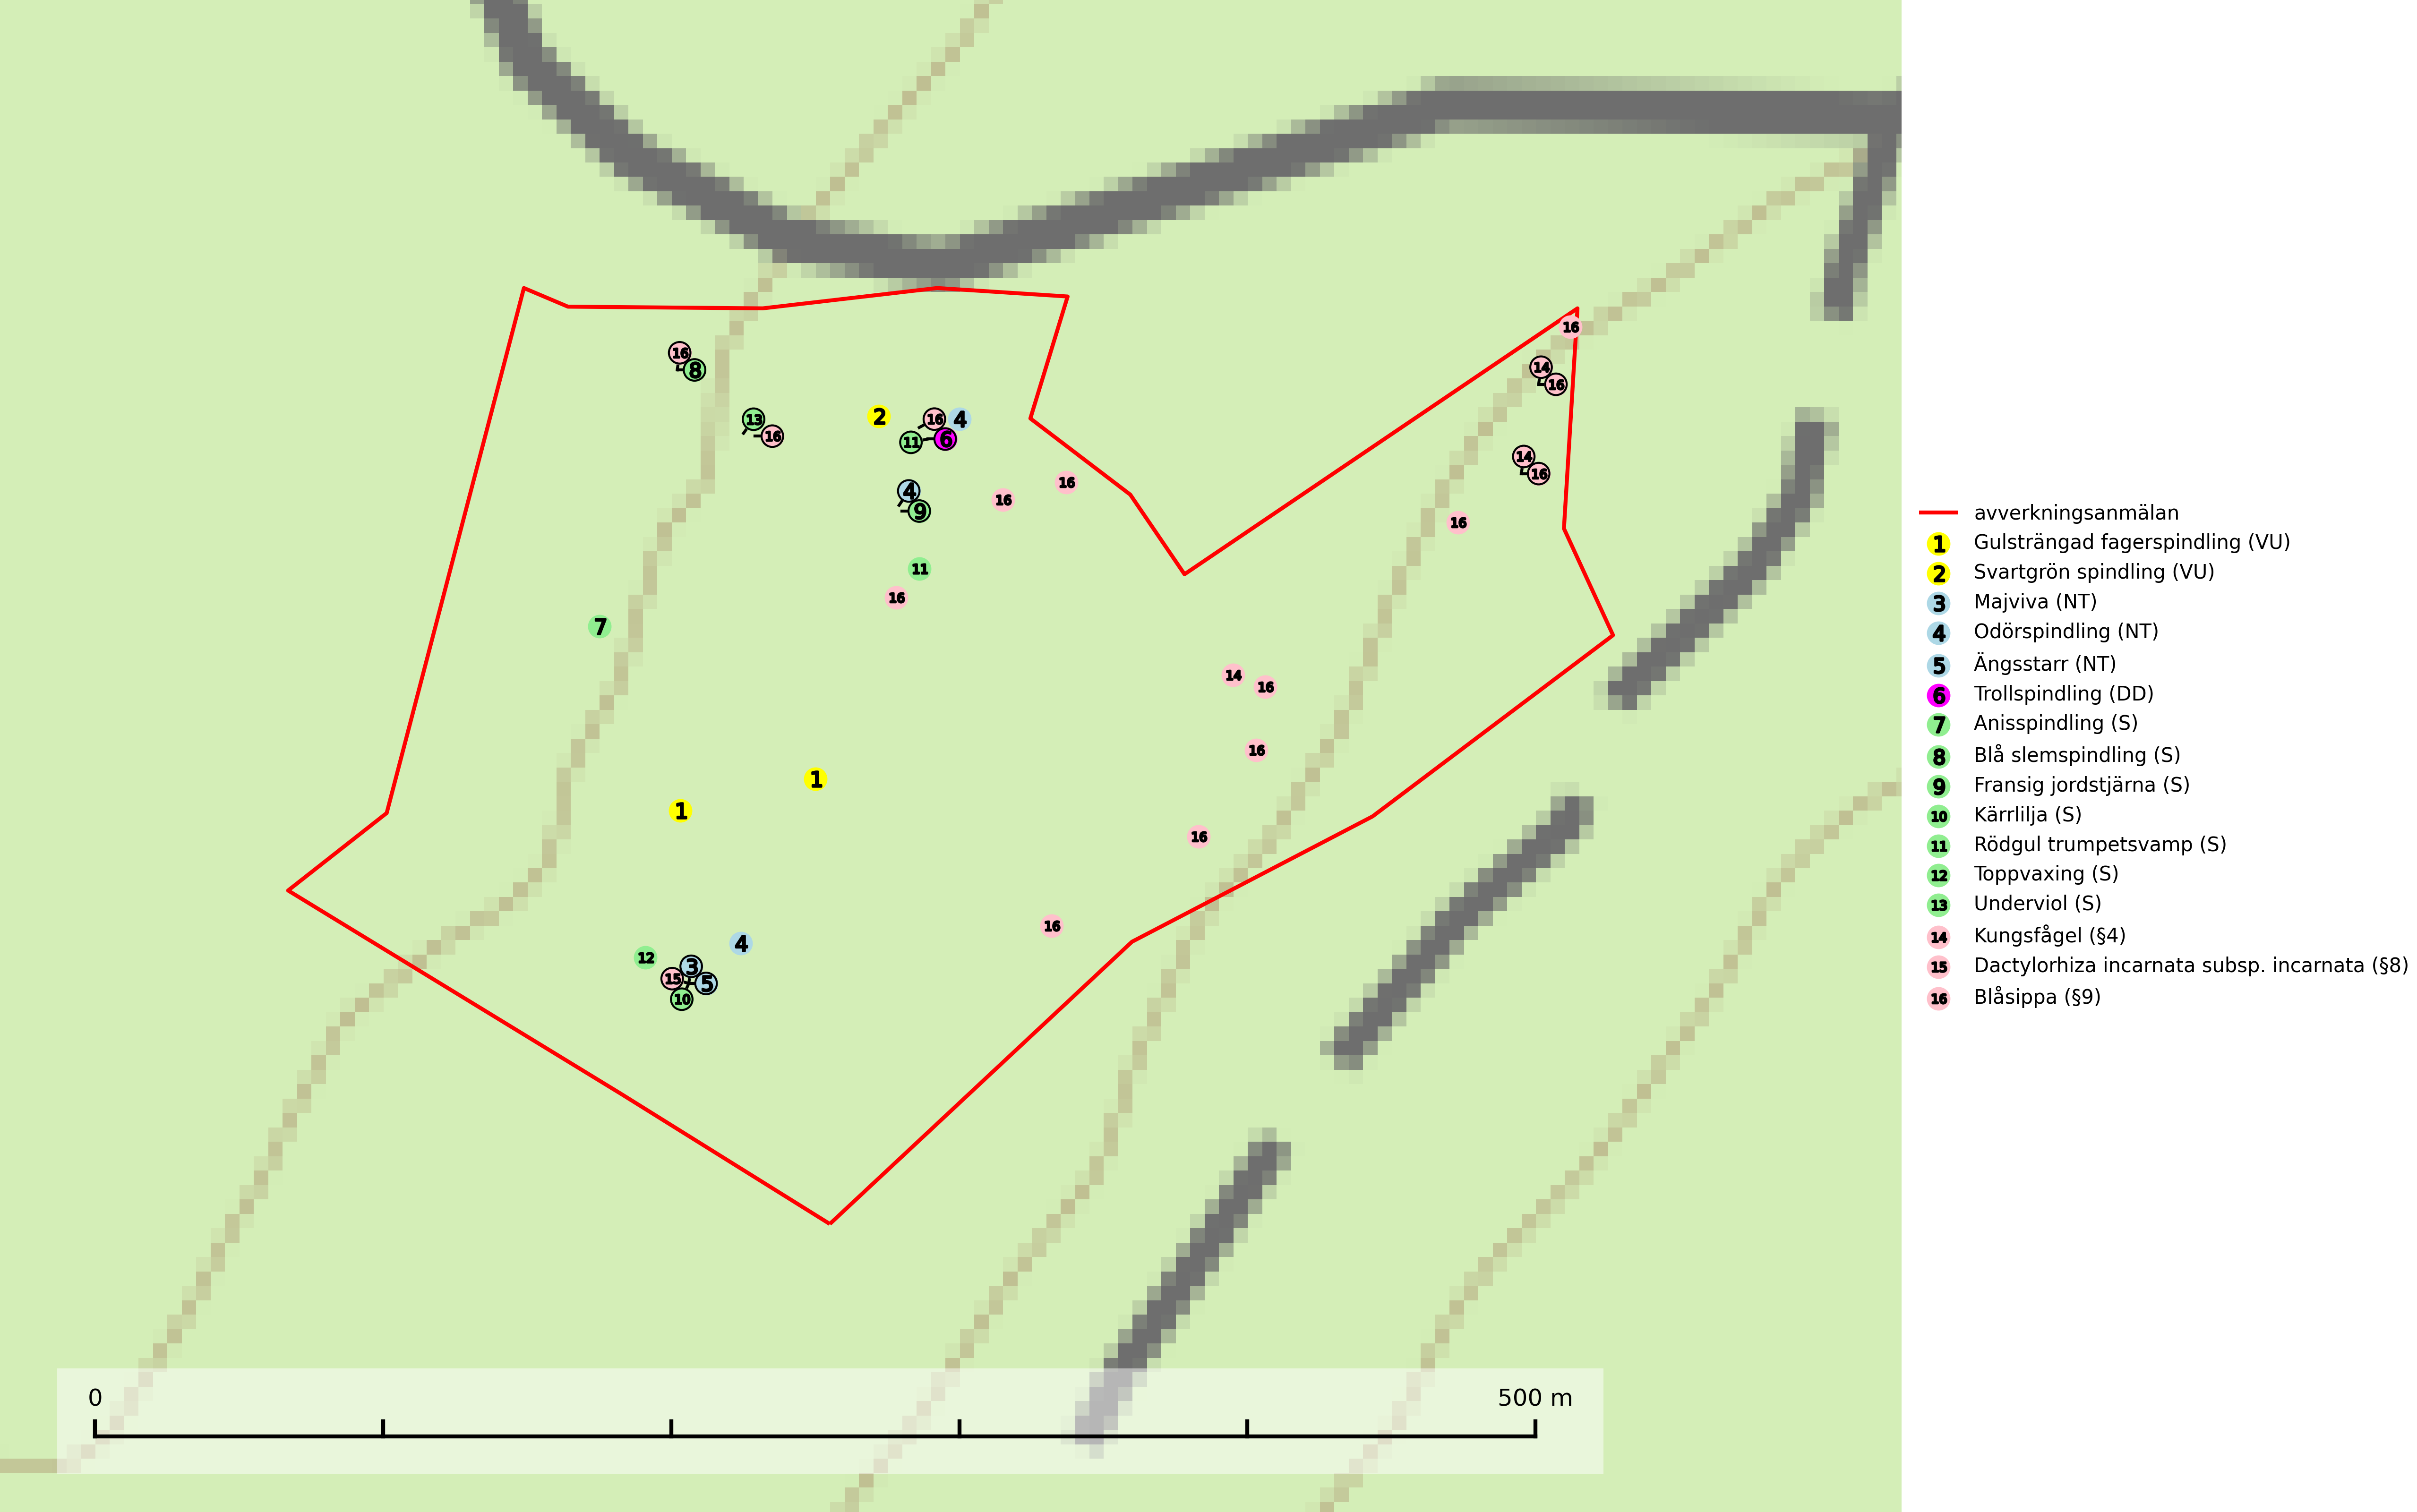 16
16
8
14
16
13
16
2
16
4
11
6
14
16
4
9
16
16
16
11
16
7
14
16
16
1
1
16
16
4
12
3
15
5
10
0 500 m
avverkningsanmälan
1 Gulsträngad fagerspindling (VU)
2 Svartgrön spindling (VU)
3 Majviva (NT)
4 Odörspindling (NT)
5 Ängsstarr (NT)
6 Trollspindling (DD)
7 Anisspindling (S)
8 Blå slemspindling (S)
9 Fransig jordstjärna (S)
10 Kärrlilja (S)
11 Rödgul trumpetsvamp (S)
12 Toppvaxing (S)
13 Underviol (S)
14 Kungsfågel (§4)
15 Dactylorhiza incarnata subsp. incarnata (§8)
16 Blåsippa (§9)